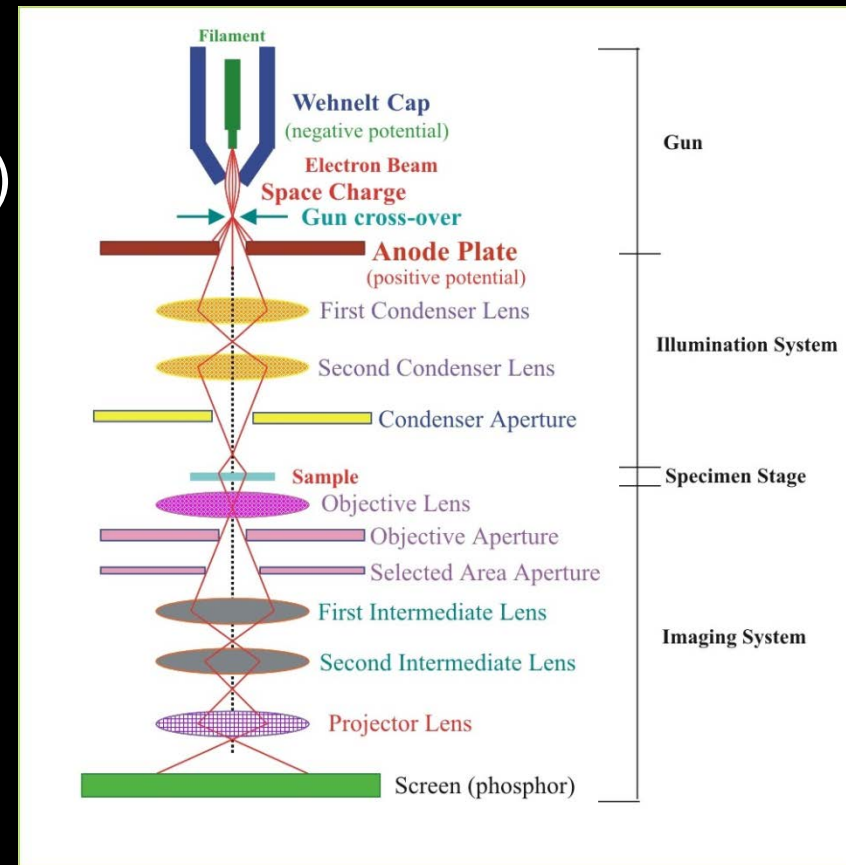 )
Filament
Wehnelt Cap
(negative potential)
Gun
Electron Beam
Space Charge
Gun cross-over
Anode Plate
(positive potential)
First Condenser Lens
Illumination System
Second Condenser Lens
Condenser Aperture
Sample
Specimen Stage
Objective Lens
Objective Aperture
Selected Area Aperture
First Intermediate Lens
Imaging System
Second Intermediate Lens
Projector Lens
Screen (phosphor)